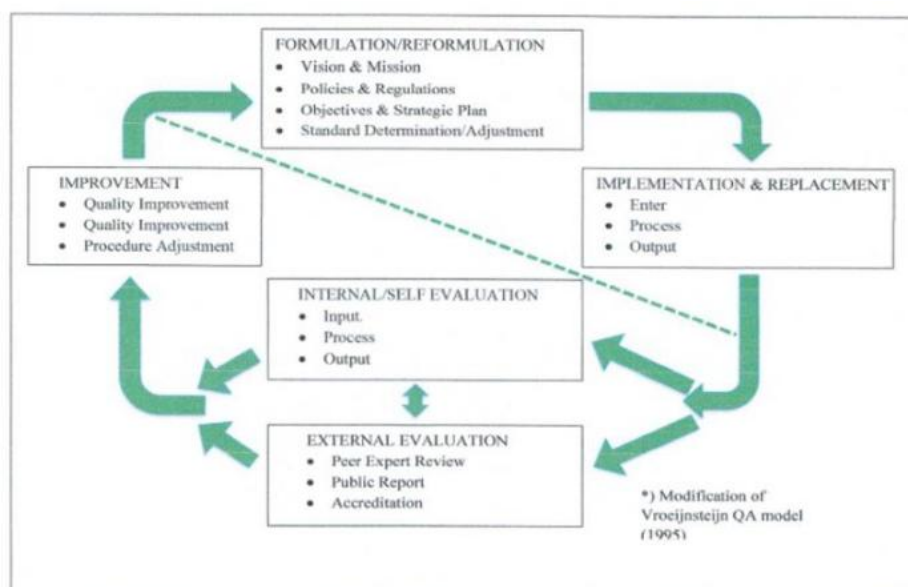 FORMULATION/REFORMULATION
• Vision & Mission
• Policies & Regulations
• Objectives & Strategic Plan
• Standard Determination/Adjustment
IMPROVEMENT
• Quality Improvement
• Quality Improvement
• Procedure Adjustment
IMPLEMENTATION & REPLACEMENT
• Enter
• Process
• Output
INTERNAL/SELF EVALUATION
• Input.
• Process
• Output
EXTERNAL EVALUATION
• Peer Expert Review
• Public Report
• Accreditation
*) Modification of
Vroeijnsteijn QA model
(1995)